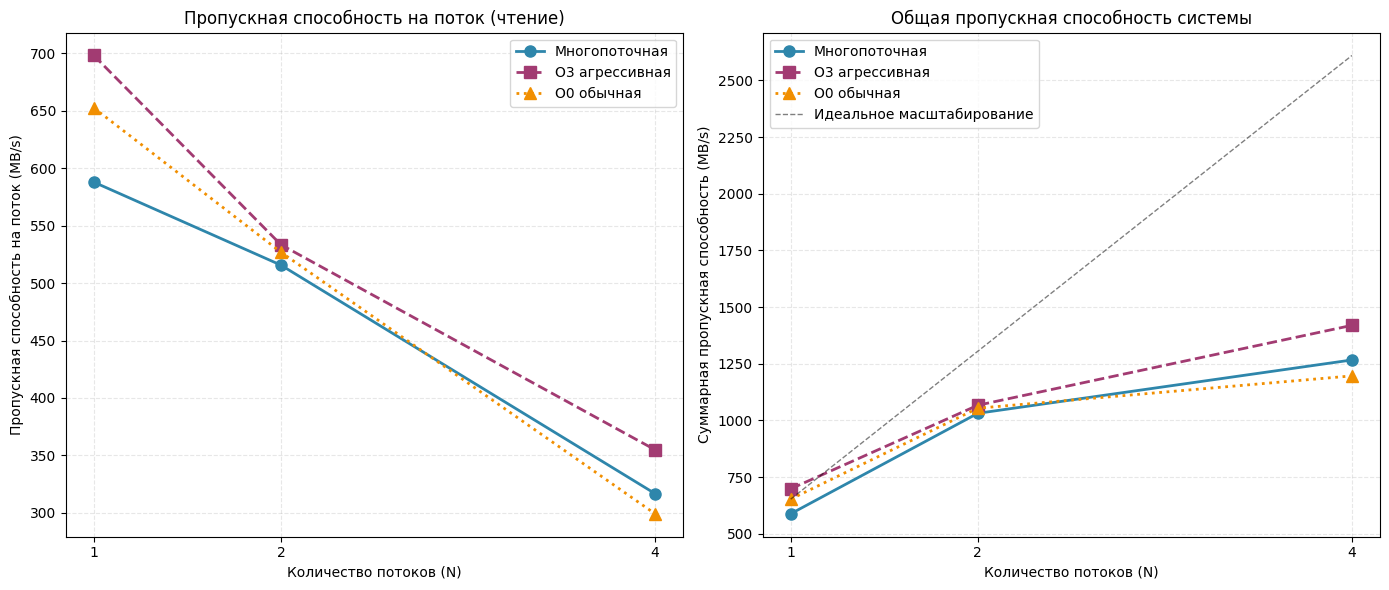 Пропускная способность на поток (чтение)
Пропускная способность на поток (MB/s)
700
650
600
550
500
450
400
350
300
Многопоточная
O3 агрессивная
O0 обычная
1
2
4
Количество потоков (N)
Общая пропускная способность системы
Суммарная пропускная способность (MB/s)
2500
2250
2000
1750
1500
1250
1000
750
500
Многопоточная
O3 агрессивная
O0 обычная
Идеальное масштабирование
1
2
4
Количество потоков (N)